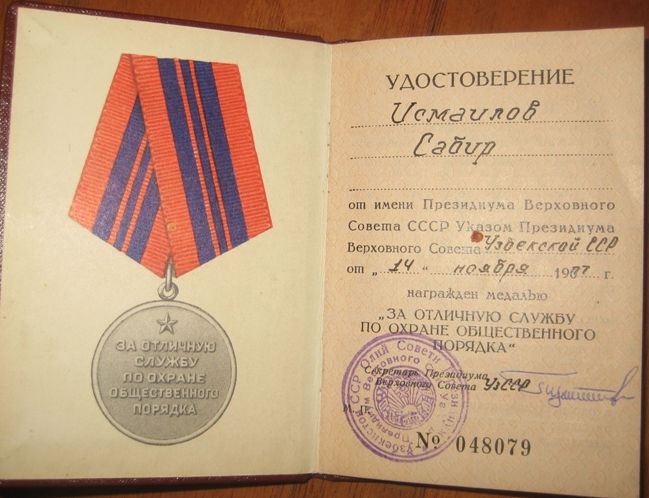 ЗА ОТЛИЧНУЮ
СЛУЖБУ
ПО ОХРАНЕ
ОБЩЕСТВЕННОГО
ПОРЯДКА
УДОСТОВЕРЕНИЕ
Исмаилов
Сабир
от имени Президиума Верховного
Совета СССР Указом Президиума
Верховного Совета Узбекской ССР
от „ 14 “ ноября 1987 г.
награжден медалью
„ЗА ОТЛИЧНУЮ СЛУЖБУ
ПО ОХРАНЕ ОБЩЕСТВЕННОГО
ПОРЯДКА“
Секретарь Президиума
Верховного Совета УзССР
М. П.
№ 048079